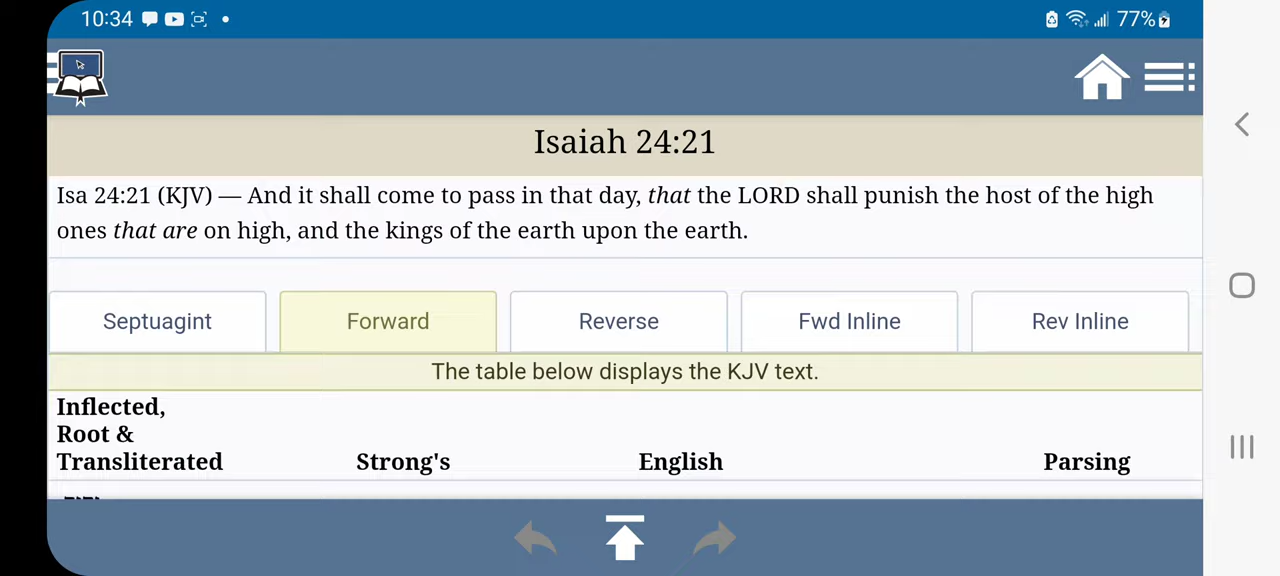 10:34 77%
Isaiah 24:21
Isa 24:21 (KJV) — And it shall come to pass in that day, that the LORD shall punish the host of the high
ones that are on high, and the kings of the earth upon the earth.
Septuagint Forward Reverse Fwd Inline Rev Inline
The table below displays the KJV text.
Inflected,
Root &
Transliterated Strong's English Parsing